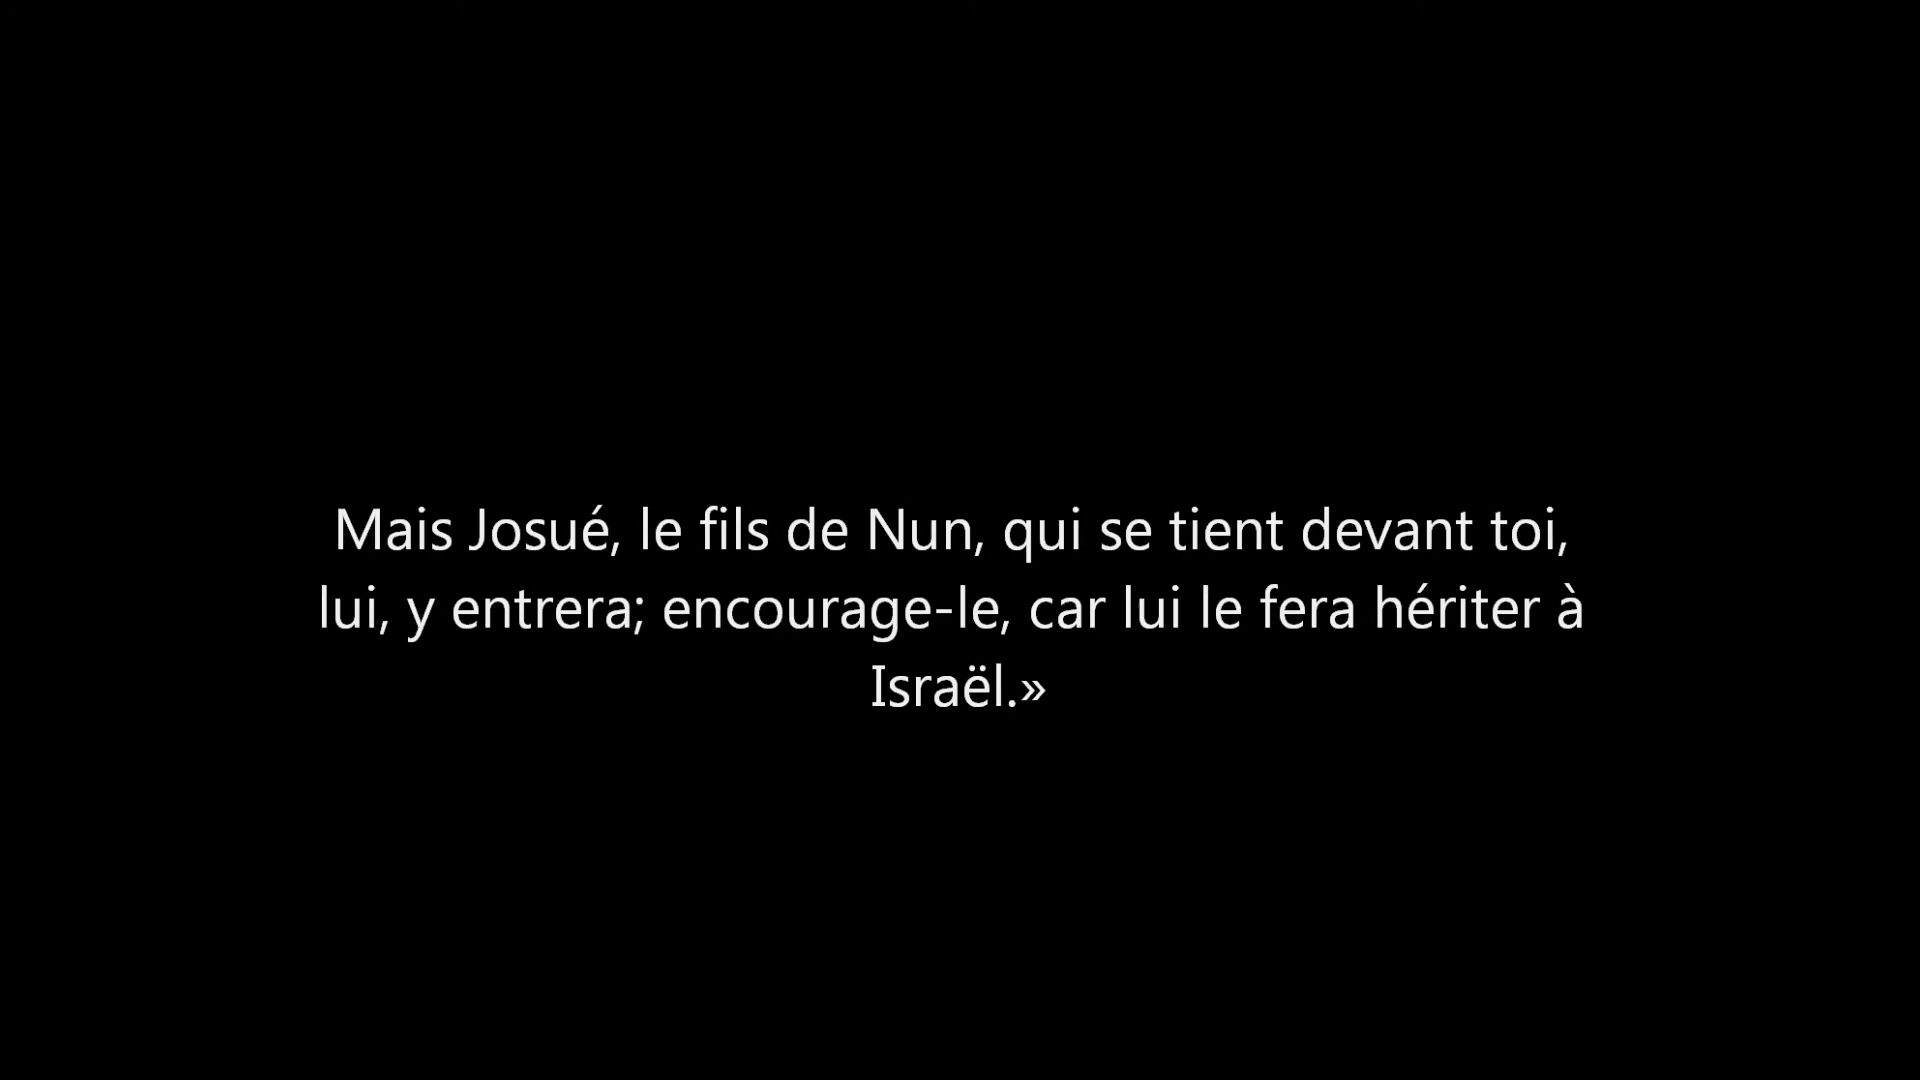 Mais Josué, le fils de Nun, qui se tient devant toi,
lui, y entrera; encourage-le, car lui le fera hériter à
Israël.»